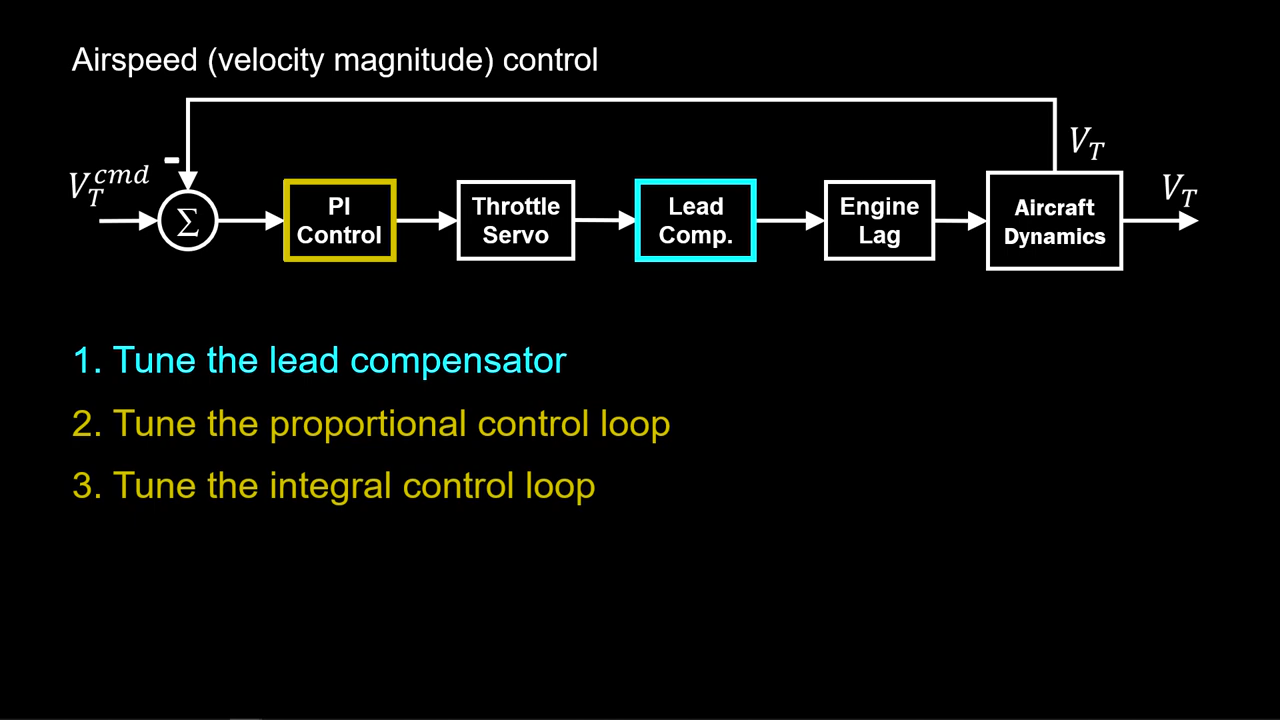 Airspeed (velocity magnitude) control
V_T
V_T^cmd
-
Σ
PI
Control
Throttle
Servo
Lead
Comp.
Engine
Lag
Aircraft
Dynamics
V_T
1. Tune the lead compensator
2. Tune the proportional control loop
3. Tune the integral control loop